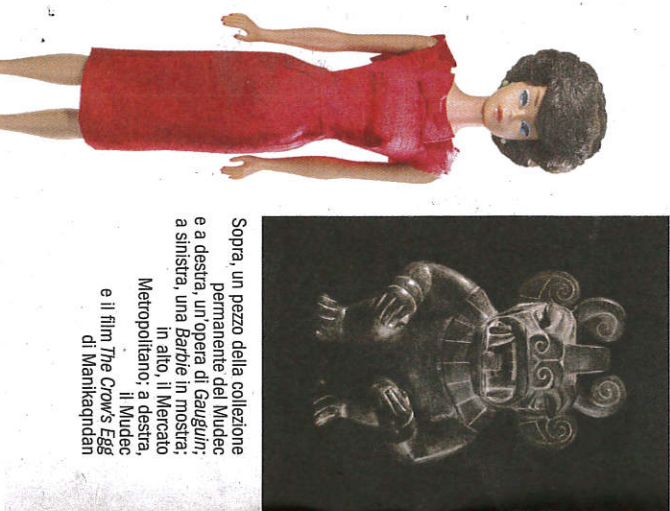 Sopra, un pezzo della collezione
permanente del Mudec
e a destra, un'opera di Gauguin;
a sinistra, una Barbie in mostra;
in alto, il Mercato
Metropolitano; a destra,
il Mudec
e il film The Crow's Egg
di Manikaqndan